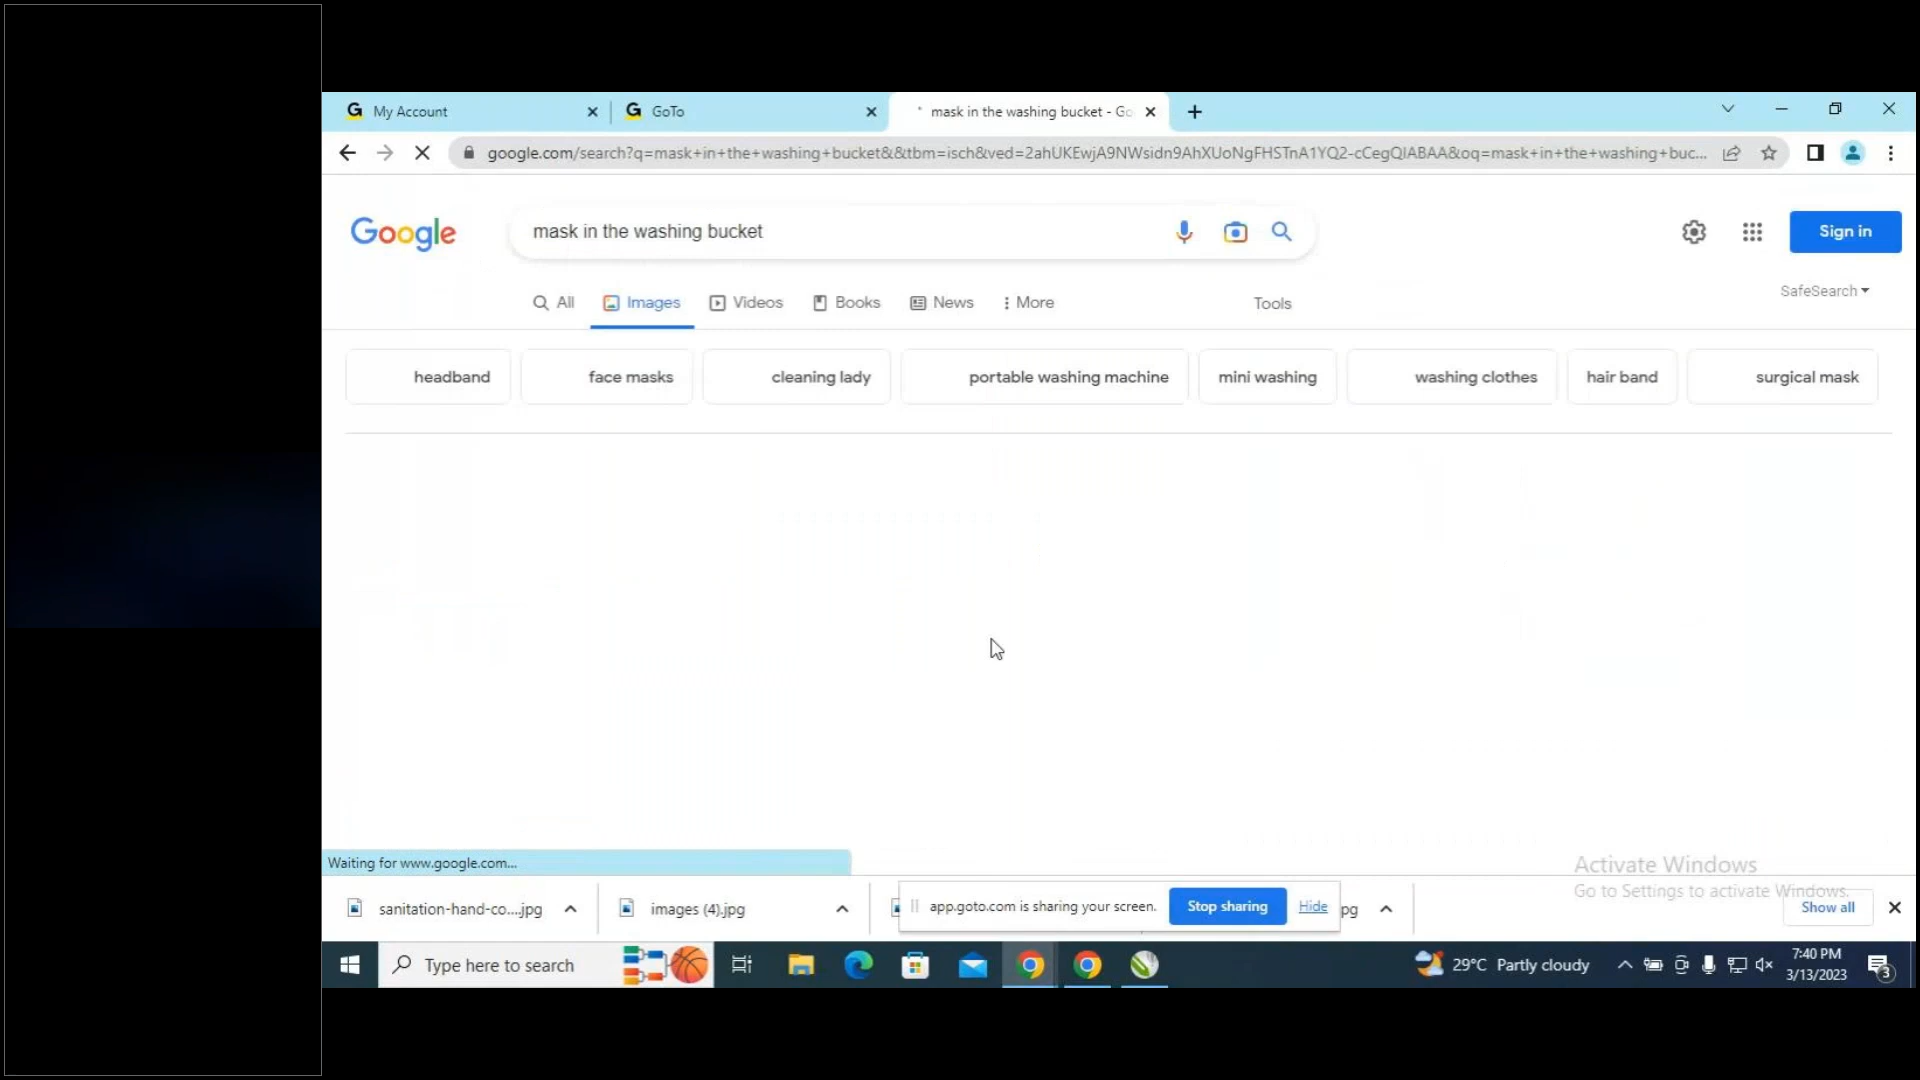 My Account
GoTo
mask in the washing bucket - Go
google.com/search?q=mask+in+the+washing+bucket&&tbm=isch&ved=2ahUKEwjA9NWsidn9AhXUoNgFHSTnA1YQ2-cCegQIABAA&oq=mask+in+the+washing+buc...
Google
mask in the washing bucket
Sign in
All
Images
Videos
Books
News
More
Tools
SafeSearch
headband
face masks
cleaning lady
portable washing machine
mini washing
washing clothes
hair band
surgical mask
Waiting for www.google.com...
Activate Windows
Go to Settings to activate Windows.
sanitation-hand-co....jpg
images (4).jpg
app.goto.com is sharing your screen.
Stop sharing
Hide
pg
Show all
Type here to search
29°C Partly cloudy
7:40 PM
3/13/2023
3